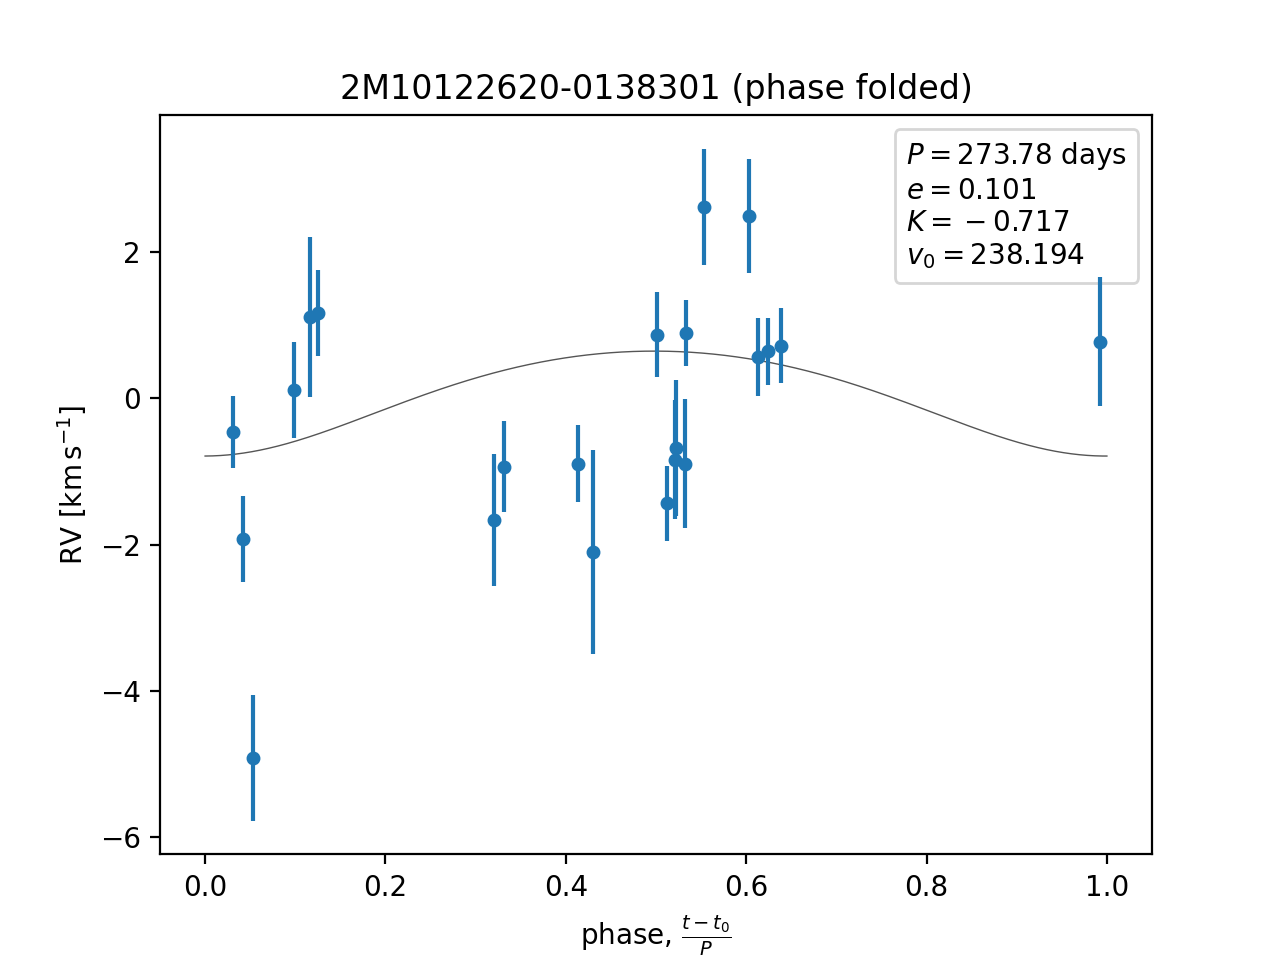 2M10122620-0138301 (phase folded)
P = 273.78 days
e = 0.101
K = −0.717
v₀ = 238.194
RV [km s⁻¹]
2
0
−2
−4
−6
0.0 0.2 0.4 0.6 0.8 1.0
phase, (t − t₀)/P